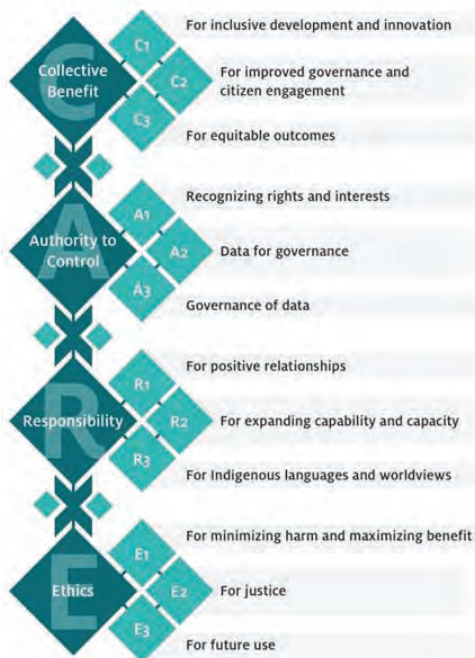 C1
For inclusive development and innovation
C
Collective
Benefit
C2
For improved governance and
citizen engagement
C3
For equitable outcomes
A1
Recognizing rights and interests
A
Authority to
Control
A2
Data for governance
A3
Governance of data
R1
For positive relationships
R
Responsibility
R2
For expanding capability and capacity
R3
For Indigenous languages and worldviews
E1
For minimizing harm and maximizing benefit
E
Ethics
E2
For justice
E3
For future use